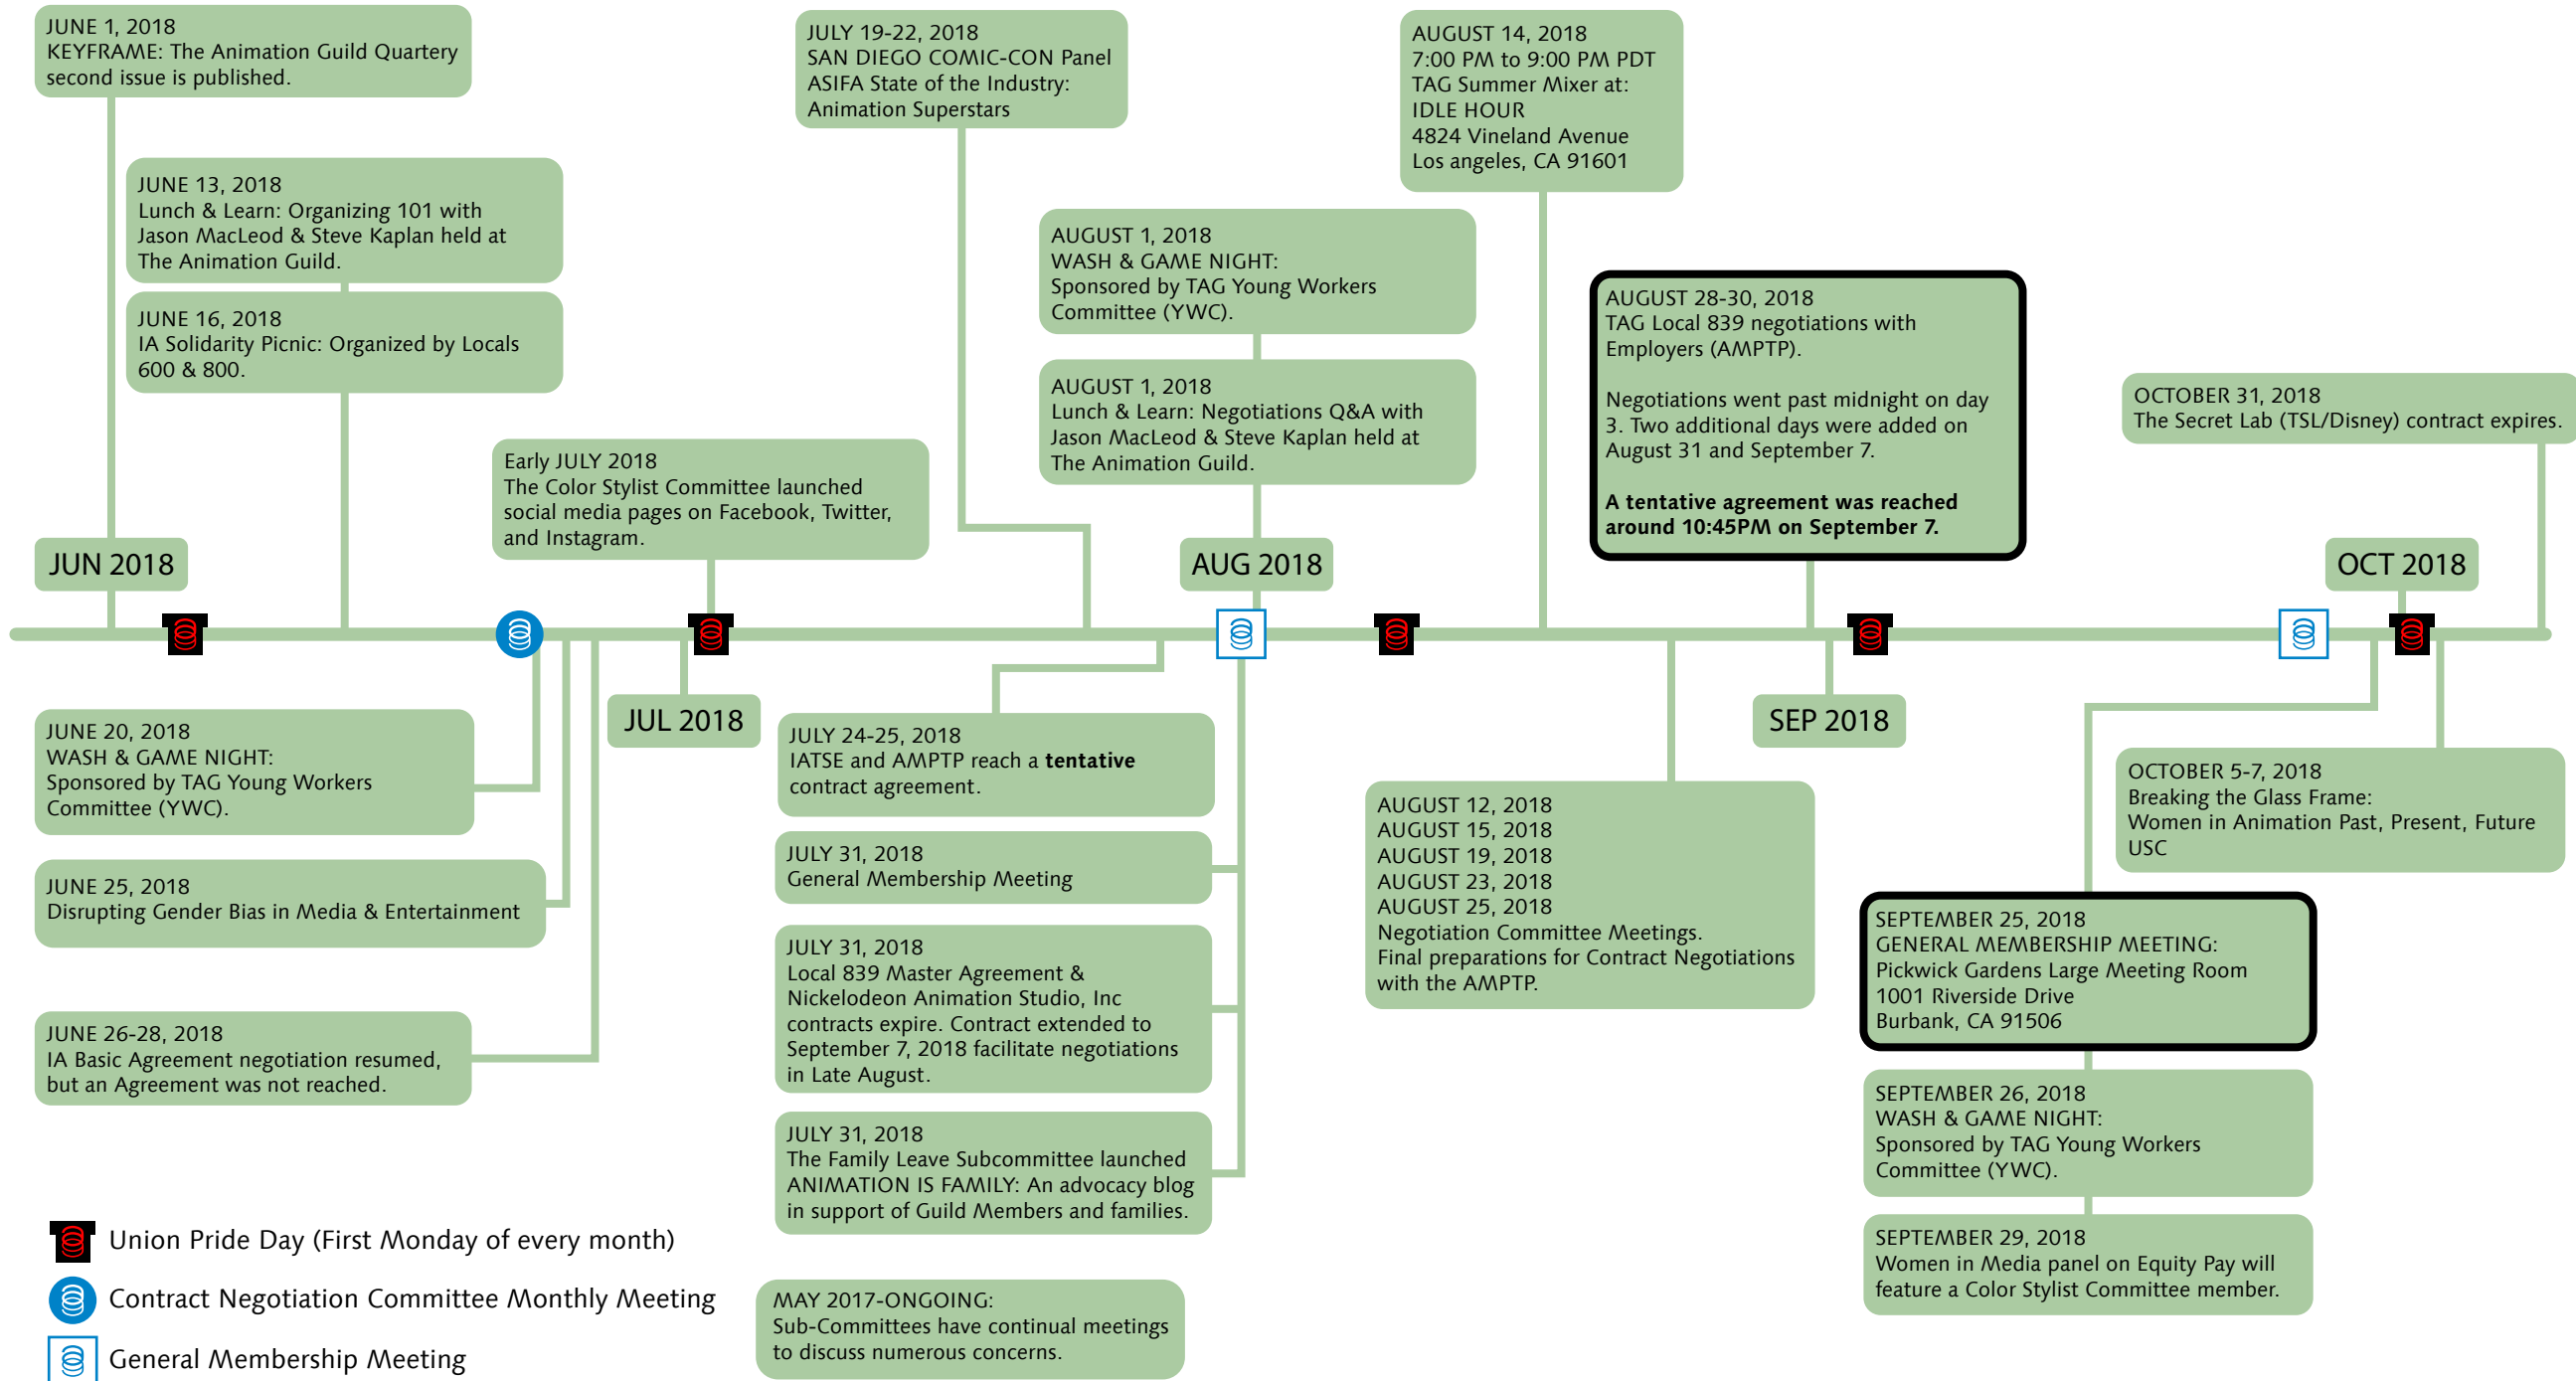 JUNE 1, 2018
KEYFRAME: The Animation Guild Quartery
second issue is published.
JUNE 13, 2018
Lunch & Learn: Organizing 101 with
Jason MacLeod & Steve Kaplan held at
The Animation Guild.
JUNE 16, 2018
IA Solidarity Picnic: Organized by Locals
600 & 800.
Early JULY 2018
The Color Stylist Committee launched
social media pages on Facebook, Twitter,
and Instagram.
JULY 19-22, 2018
SAN DIEGO COMIC-CON Panel
ASIFA State of the Industry:
Animation Superstars
AUGUST 1, 2018
WASH & GAME NIGHT:
Sponsored by TAG Young Workers
Committee (YWC).
AUGUST 1, 2018
Lunch & Learn: Negotiations Q&A with
Jason MacLeod & Steve Kaplan held at
The Animation Guild.
AUGUST 14, 2018
7:00 PM to 9:00 PM PDT
TAG Summer Mixer at:
IDLE HOUR
4824 Vineland Avenue
Los angeles, CA 91601
AUGUST 28-30, 2018
TAG Local 839 negotiations with
Employers (AMPTP).
Negotiations went past midnight on day
3. Two additional days were added on
August 31 and September 7.
A tentative agreement was reached
around 10:45PM on September 7.
OCTOBER 31, 2018
The Secret Lab (TSL/Disney) contract expires.
JUN 2018
AUG 2018
OCT 2018
JUL 2018
SEP 2018
JUNE 20, 2018
WASH & GAME NIGHT:
Sponsored by TAG Young Workers
Committee (YWC).
JUNE 25, 2018
Disrupting Gender Bias in Media & Entertainment
JUNE 26-28, 2018
IA Basic Agreement negotiation resumed,
but an Agreement was not reached.
JULY 24-25, 2018
IATSE and AMPTP reach a tentative
contract agreement.
JULY 31, 2018
General Membership Meeting
JULY 31, 2018
Local 839 Master Agreement &
Nickelodeon Animation Studio, Inc
contracts expire. Contract extended to
September 7, 2018 facilitate negotiations
in Late August.
JULY 31, 2018
The Family Leave Subcommittee launched
ANIMATION IS FAMILY: An advocacy blog
in support of Guild Members and families.
AUGUST 12, 2018
AUGUST 15, 2018
AUGUST 19, 2018
AUGUST 23, 2018
AUGUST 25, 2018
Negotiation Committee Meetings.
Final preparations for Contract Negotiations
with the AMPTP.
OCTOBER 5-7, 2018
Breaking the Glass Frame:
Women in Animation Past, Present, Future
USC
SEPTEMBER 25, 2018
GENERAL MEMBERSHIP MEETING:
Pickwick Gardens Large Meeting Room
1001 Riverside Drive
Burbank, CA 91506
SEPTEMBER 26, 2018
WASH & GAME NIGHT:
Sponsored by TAG Young Workers
Committee (YWC).
SEPTEMBER 29, 2018
Women in Media panel on Equity Pay will
feature a Color Stylist Committee member.
Union Pride Day (First Monday of every month)
Contract Negotiation Committee Monthly Meeting
General Membership Meeting
MAY 2017-ONGOING:
Sub-Committees have continual meetings
to discuss numerous concerns.